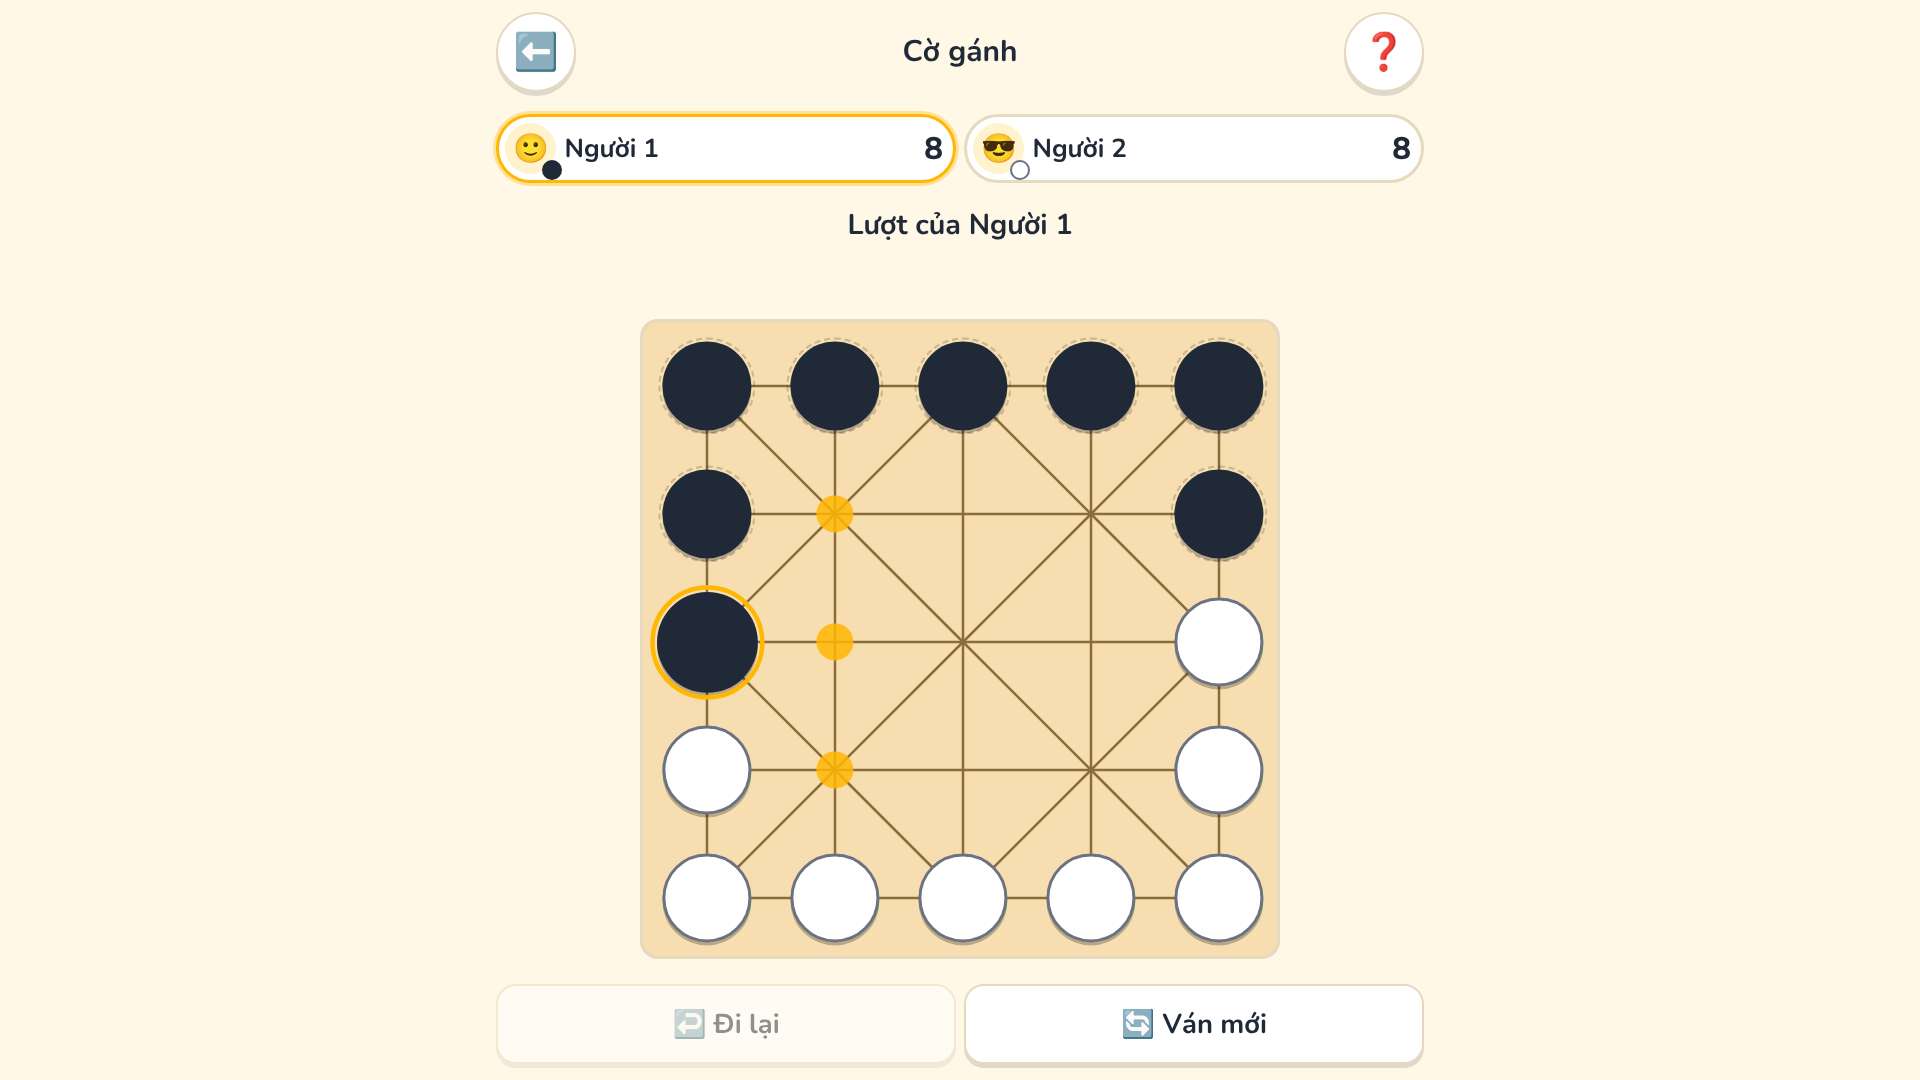 Cờ gánh
Người 1 8
Người 2 8
Lượt của Người 1
Đi lại
Ván mới